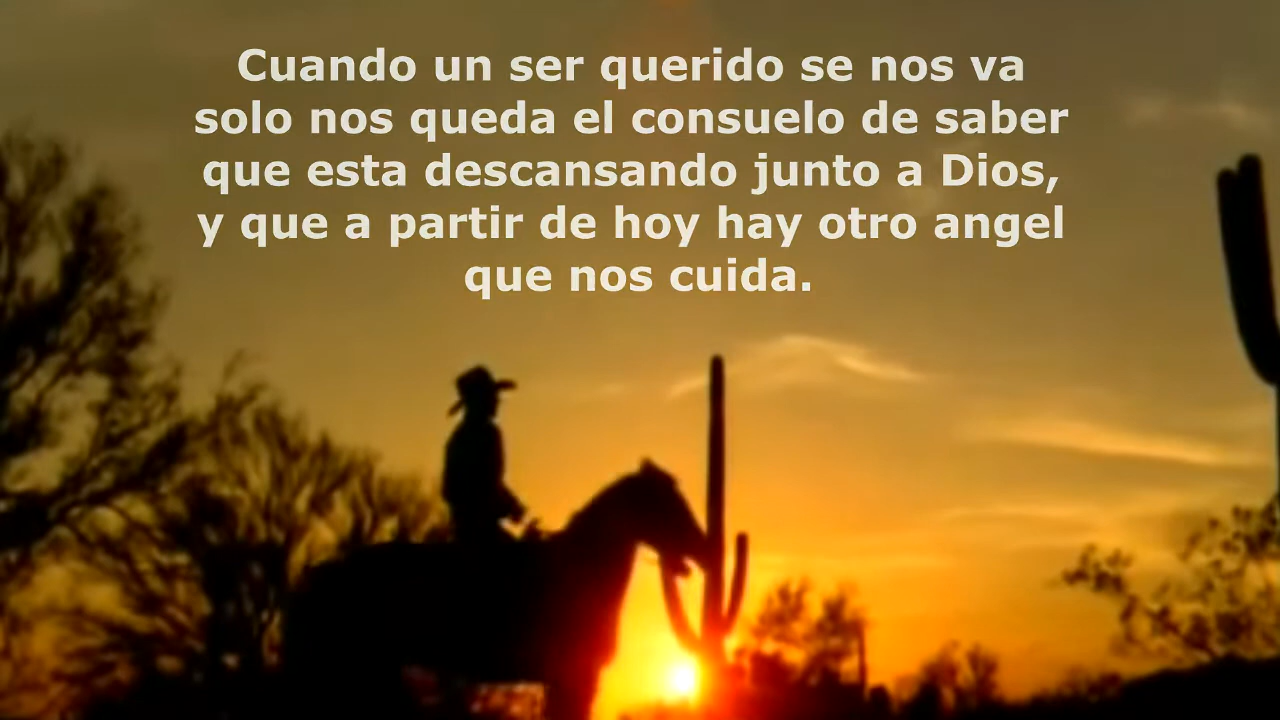 Cuando un ser querido se nos va
solo nos queda el consuelo de saber
que esta descansando junto a Dios,
y que a partir de hoy hay otro angel
que nos cuida.